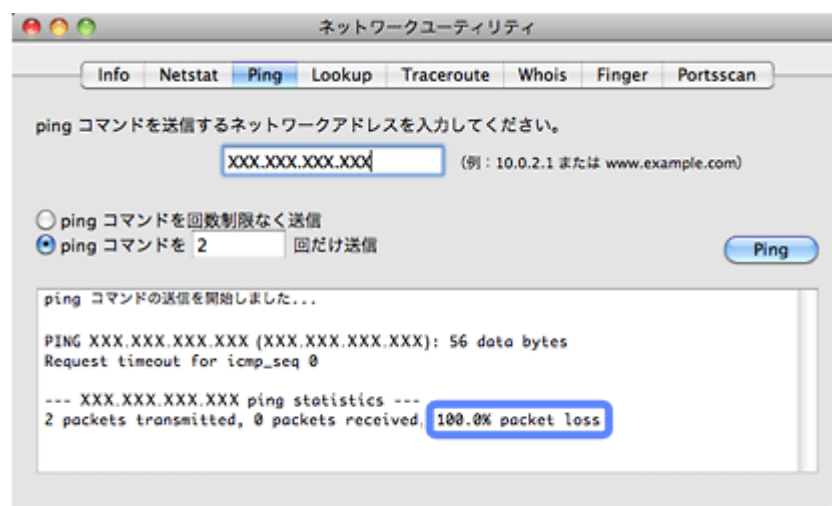 ネットワークユーティリティ
Info Netstat Ping Lookup Traceroute Whois Finger Portsscan
ping コマンドを送信するネットワークアドレスを入力してください。
XXX.XXX.XXX.XXX (例：10.0.2.1 または www.example.com)
ping コマンドを回数制限なく送信
ping コマンドを 2 回だけ送信
Ping
ping コマンドの送信を開始しました...
PING XXX.XXX.XXX.XXX (XXX.XXX.XXX.XXX): 56 data bytes
Request timeout for icmp_seq 0
--- XXX.XXX.XXX.XXX ping statistics ---
2 packets transmitted, 0 packets received, 100.0% packet loss